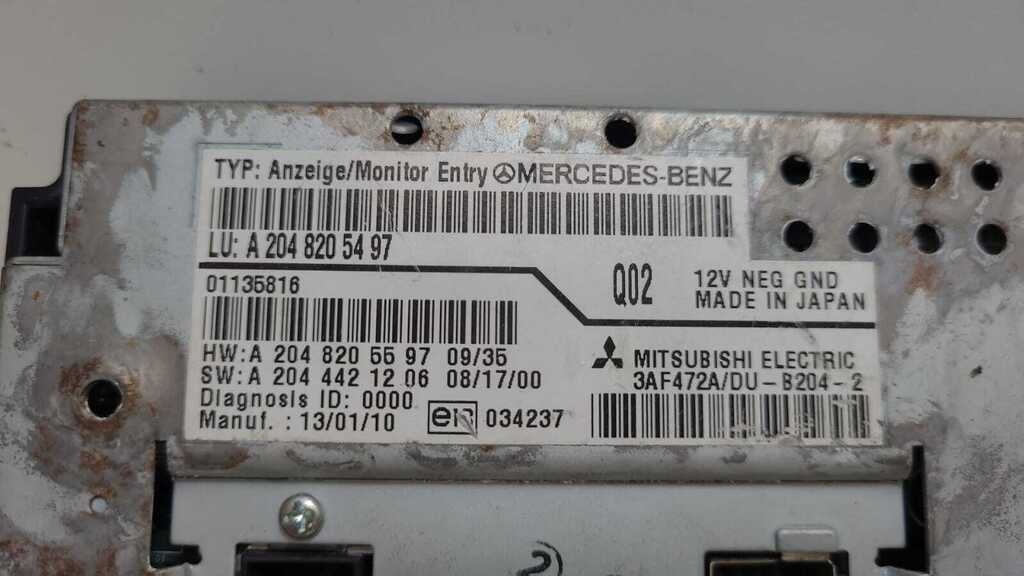 TYP: Anzeige/Monitor Entry MERCEDES-BENZ
LU: A 204 820 54 97
01135816
Q02
12V NEG GND
MADE IN JAPAN
HW: A 204 820 55 97 09/35
SW: A 204 442 12 06 08/17/00
Diagnosis ID: 0000
Manuf. : 13/01/10
034237
MITSUBISHI ELECTRIC
3AF472A/DU-B204-2